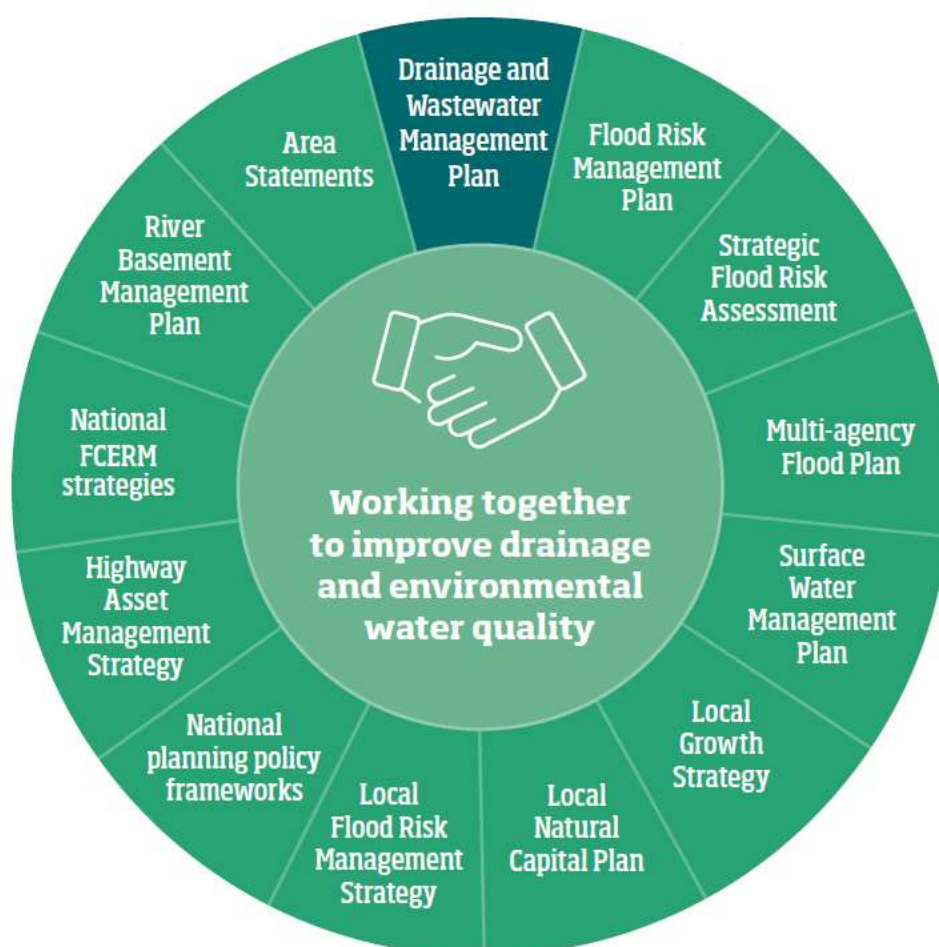 Drainage and
Wastewater
Management
Plan
Flood Risk
Management
Plan
Strategic
Flood Risk
Assessment
Multi-agency
Flood Plan
Surface
Water
Management
Plan
Local
Growth
Strategy
Local
Natural
Capital Plan
Local
Flood Risk
Management
Strategy
National
planning policy
frameworks
Highway
Asset
Management
Strategy
National
FCERM
strategies
River
Basement
Management
Plan
Area
Statements
Working together
to improve drainage
and environmental
water quality